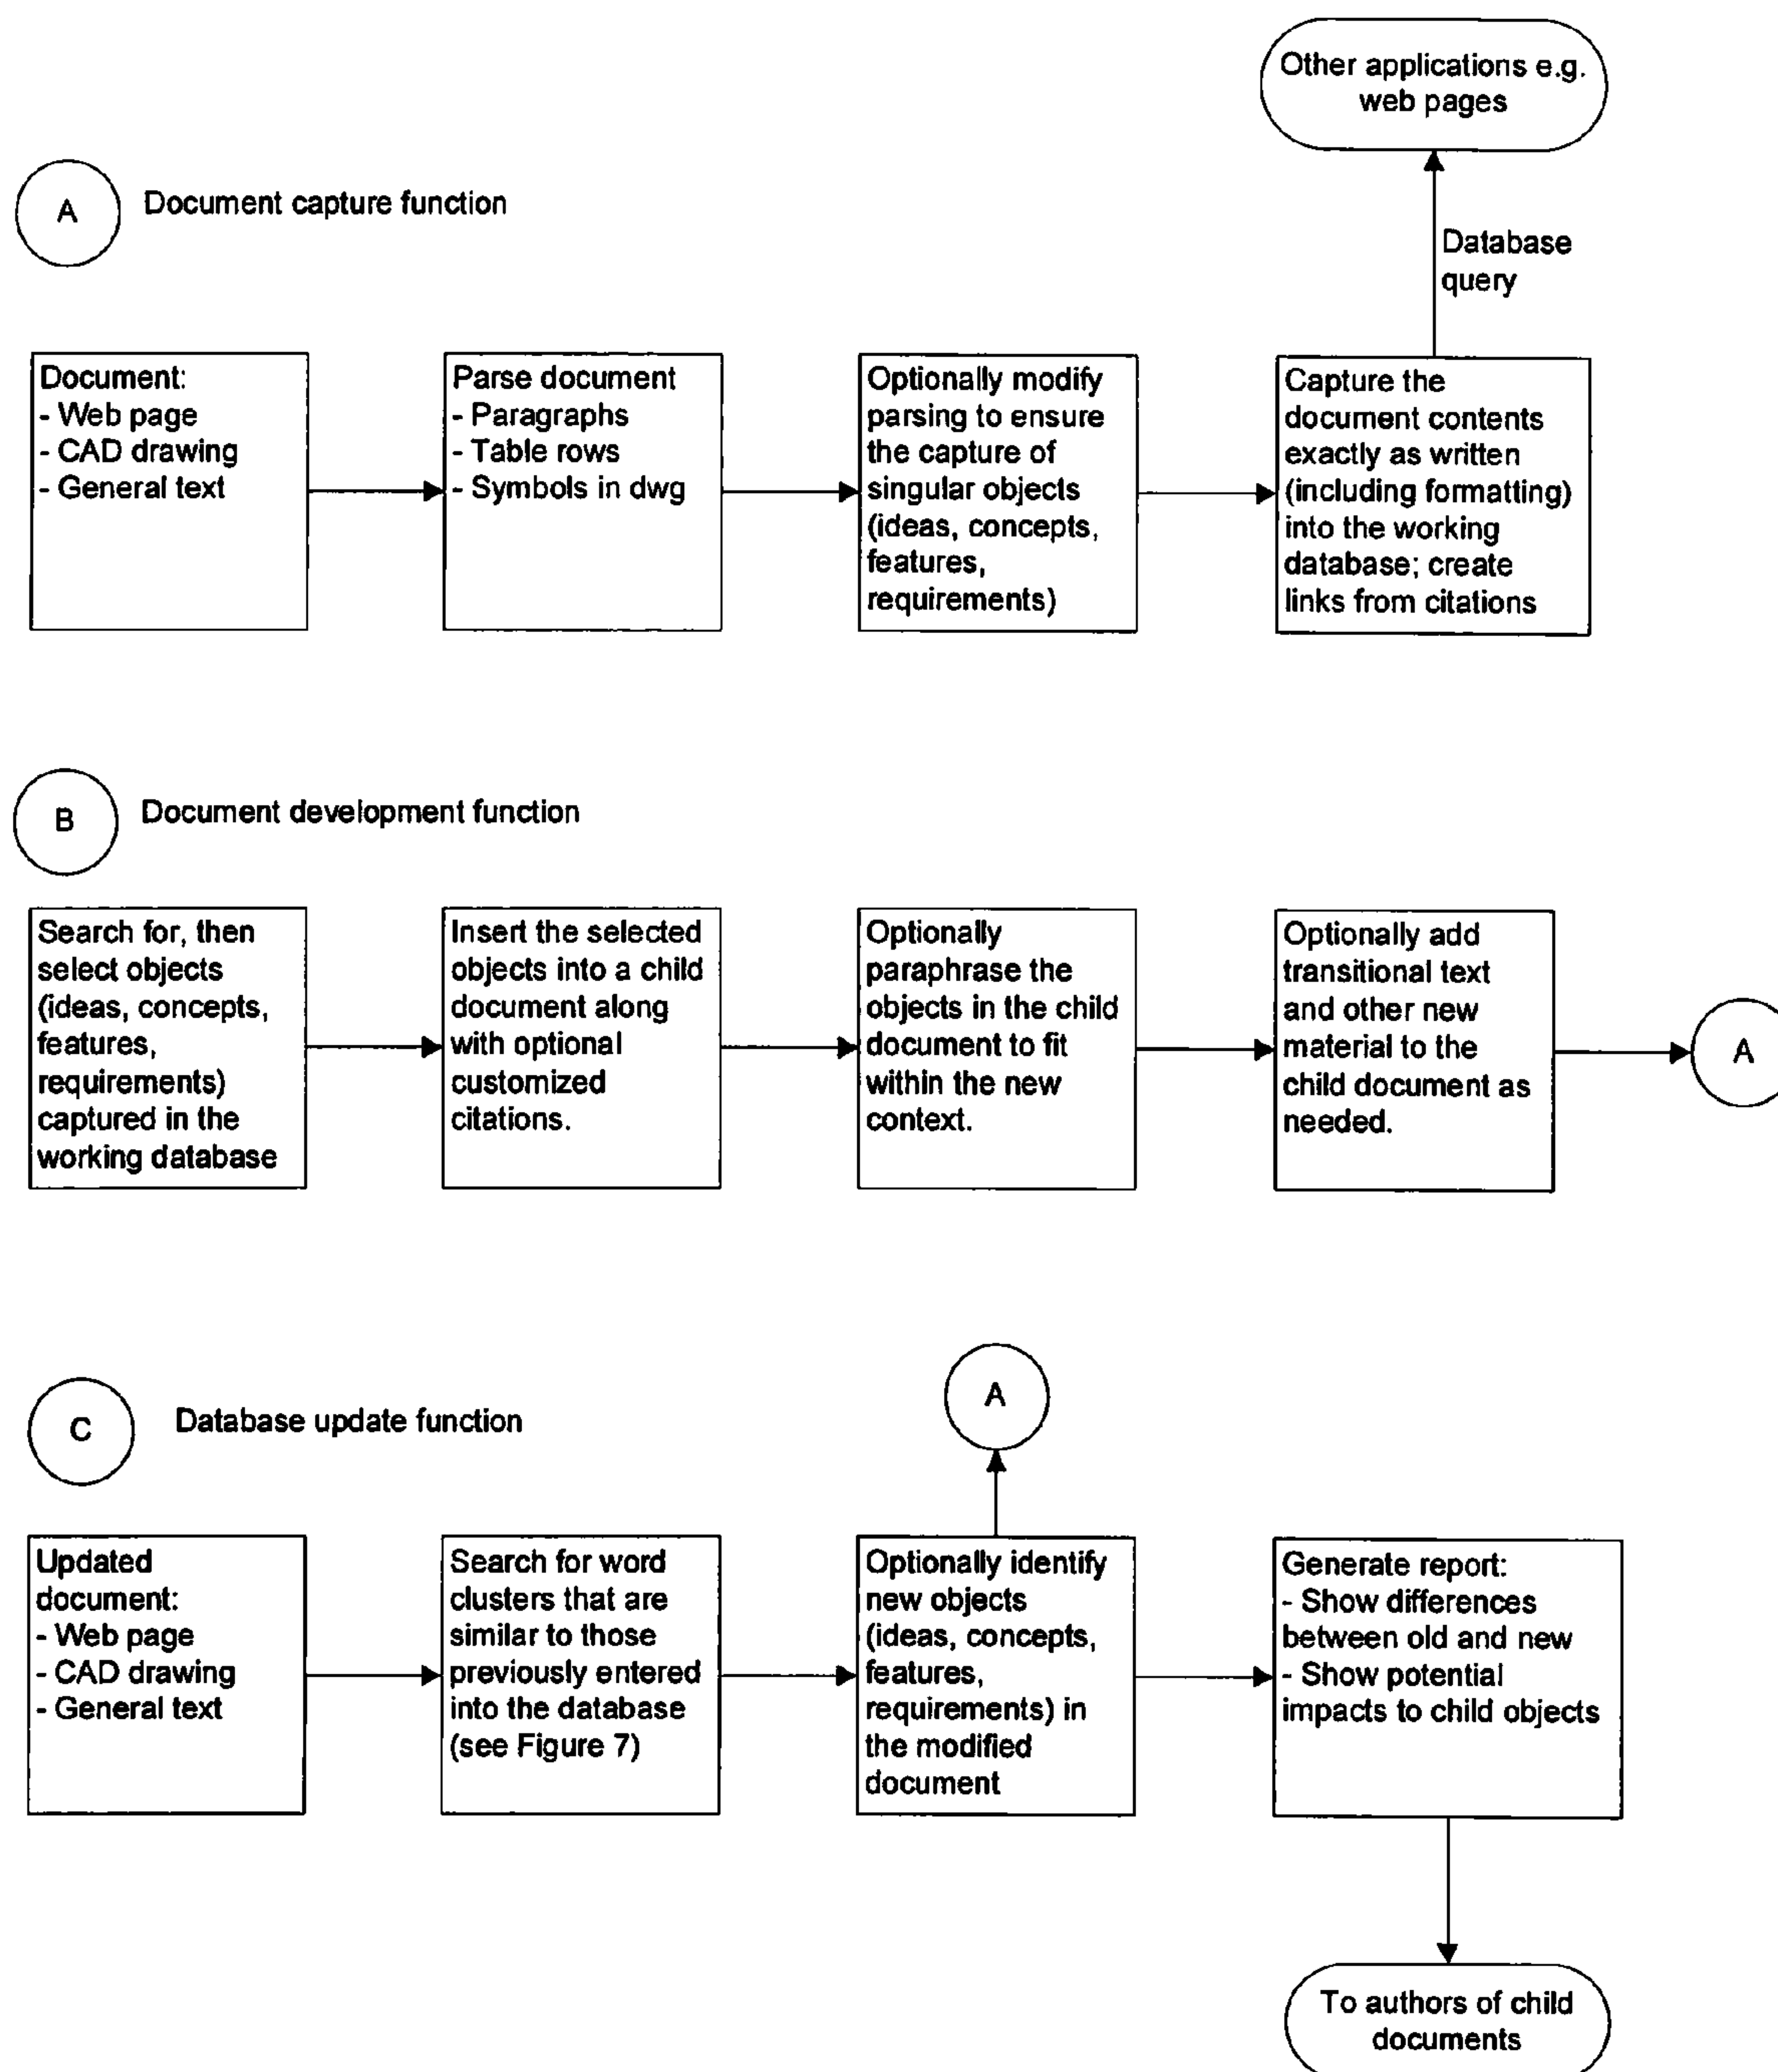 Other applications e.g.
web pages
A
Document capture function
Database
query
Document:
- Web page
- CAD drawing
- General text
Parse document
- Paragraphs
- Table rows
- Symbols in dwg
Optionally modify
parsing to ensure
the capture of
singular objects
(ideas, concepts,
features,
requirements)
Capture the
document contents
exactly as written
(including formatting)
into the working
database; create
links from citations
B
Document development function
Search for, then
select objects
(ideas, concepts,
features,
requirements)
captured in the
working database
Insert the selected
objects into a child
document along
with optional
customized
citations.
Optionally
paraphrase the
objects in the child
document to fit
within the new
context.
Optionally add
transitional text
and other new
material to the
child document as
needed.
A
C
Database update function
A
Updated
document:
- Web page
- CAD drawing
- General text
Search for word
clusters that are
similar to those
previously entered
into the database
(see Figure 7)
Optionally identify
new objects
(ideas, concepts,
features,
requirements) in
the modified
document
Generate report:
- Show differences
between old and new
- Show potential
impacts to child objects
To authors of child
documents